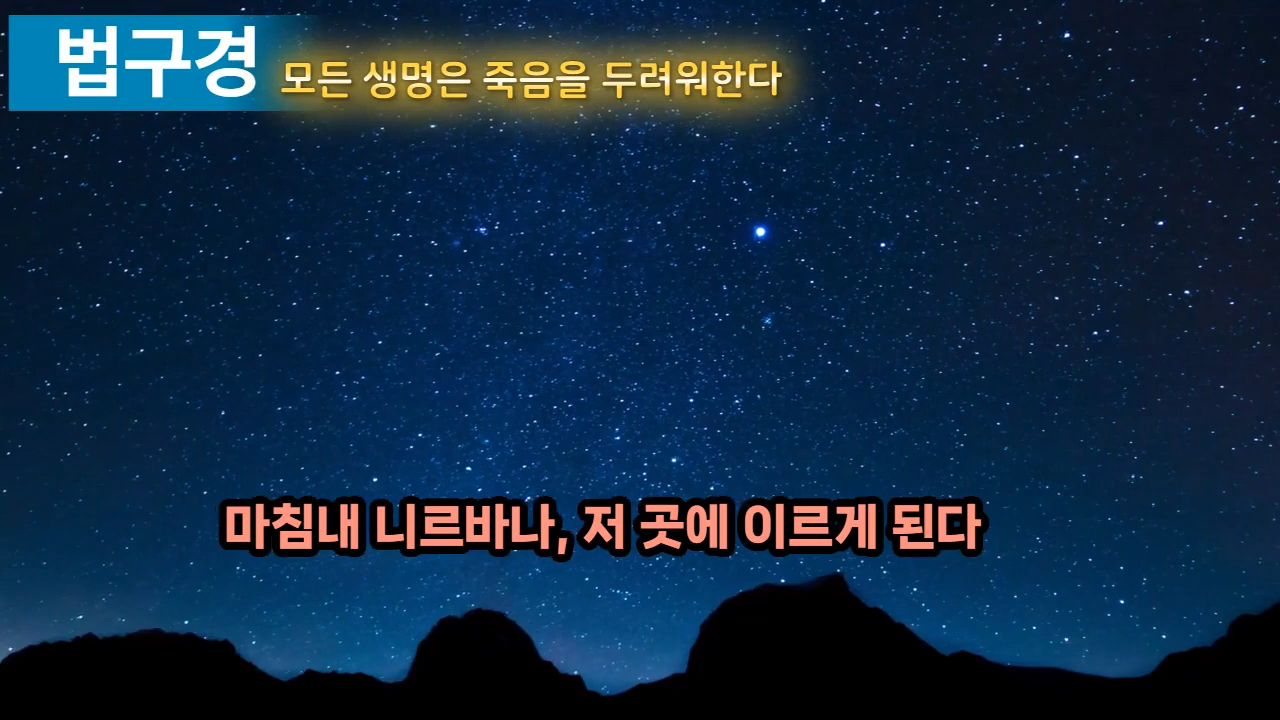 법구경
모든 생명은 죽음을 두려워한다
마침내 니르바나, 저 곳에 이르게 된다